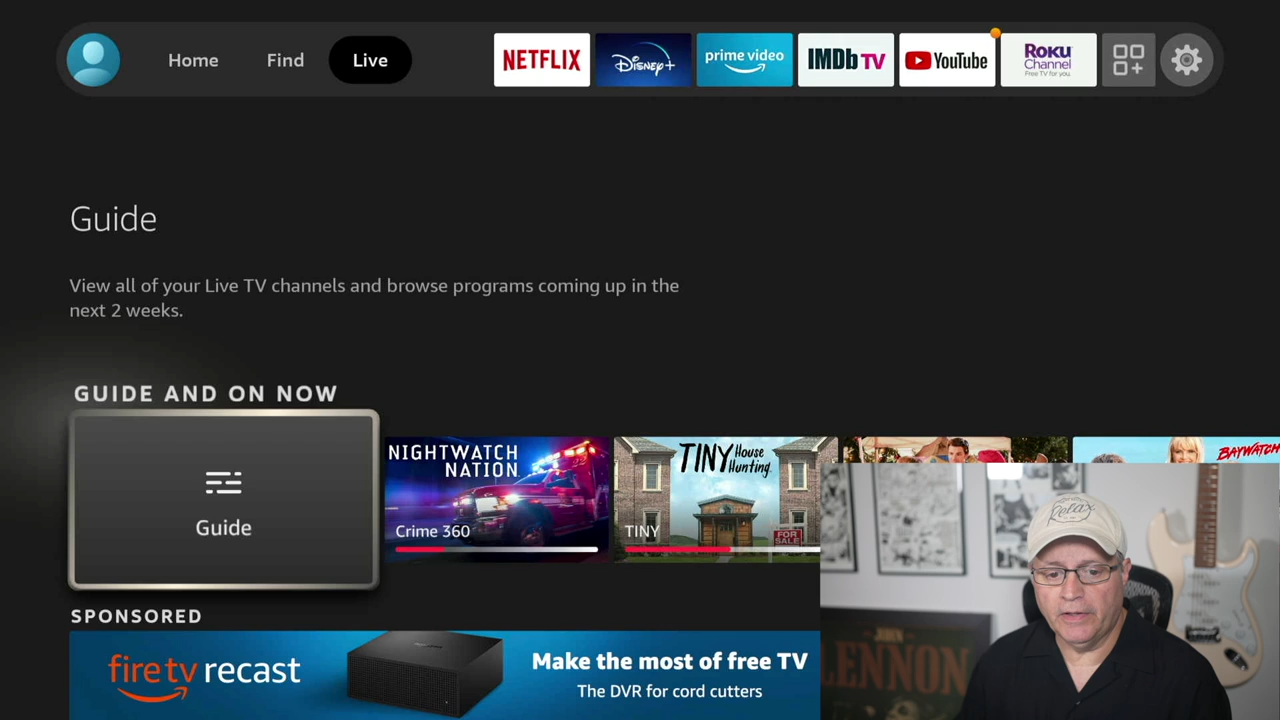 Home
Find
Live
NETFLIX
Disney+
prime video
IMDb TV
YouTube
Roku
Channel
Free TV for you.
Guide
View all of your Live TV channels and browse programs coming up in the
next 2 weeks.
GUIDE AND ON NOW
Guide
NIGHTWATCH
NATION
Crime 360
TINY House
Hunting
FOR
SALE
TINY
BAYWATCH
Relax
SPONSORED
fire tv recast
Make the most of free TV
The DVR for cord cutters
JOHN
LENNON